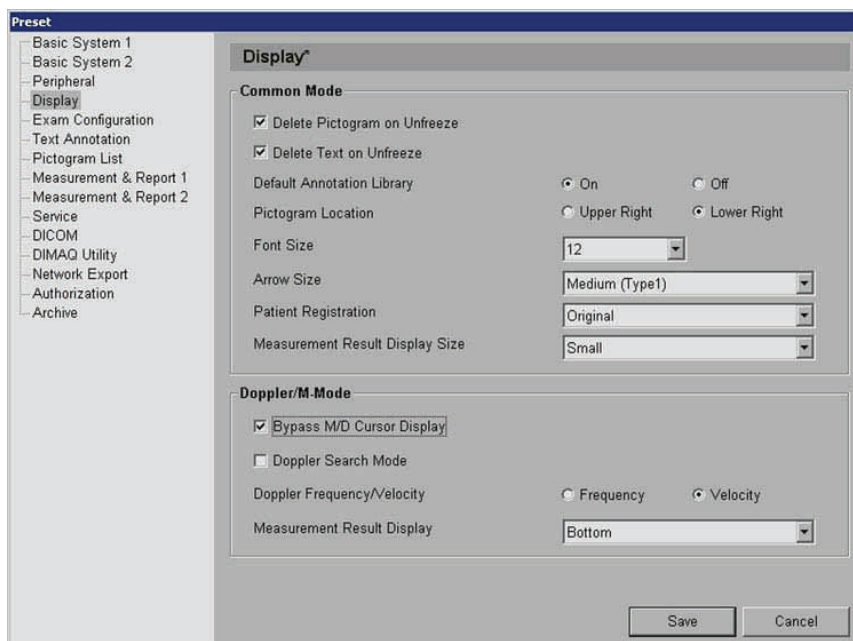 Preset
Basic System 1
Basic System 2
Peripheral
Display
Exam Configuration
Text Annotation
Pictogram List
Measurement & Report 1
Measurement & Report 2
Service
DICOM
DIMAQ Utility
Network Export
Authorization
Archive
Display*
Common Mode
Delete Pictogram on Unfreeze
Delete Text on Unfreeze
Default Annotation Library On Off
Pictogram Location Upper Right Lower Right
Font Size 12
Arrow Size Medium (Type1)
Patient Registration Original
Measurement Result Display Size Small
Doppler/M-Mode
Bypass M/D Cursor Display
Doppler Search Mode
Doppler Frequency/Velocity Frequency Velocity
Measurement Result Display Bottom
Save Cancel